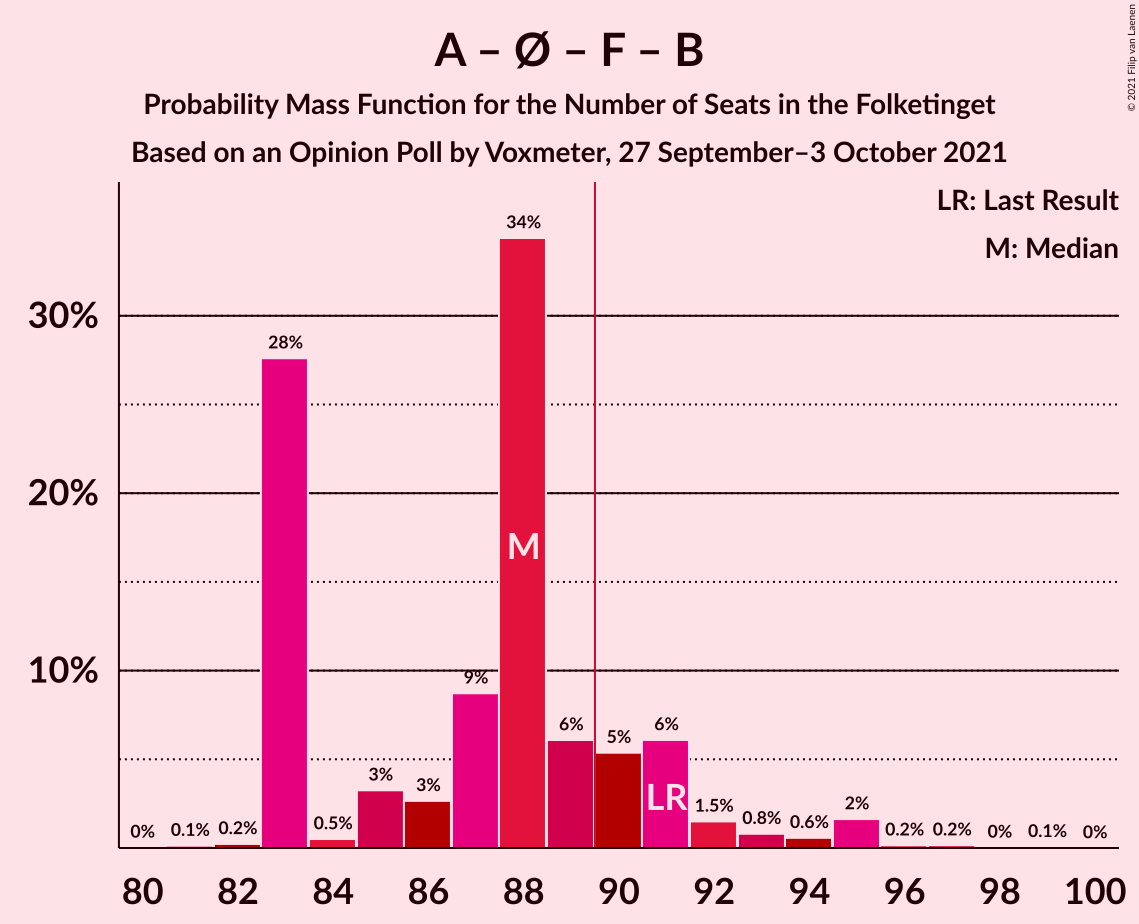 A – Ø – F – B
Probability Mass Function for the Number of Seats in the Folketinget
Based on an Opinion Poll by Voxmeter, 27 September–3 October 2021
© 2021 Filip van Laenen
LR: Last Result
M: Median
30%
20%
10%
0%
0.1%
0.2%
28%
0.5%
3%
3%
9%
34%
6%
5%
6%
1.5%
0.8%
0.6%
2%
0.2%
0.2%
0%
0.1%
0%
M
LR
80 82 84 86 88 90 92 94 96 98 100